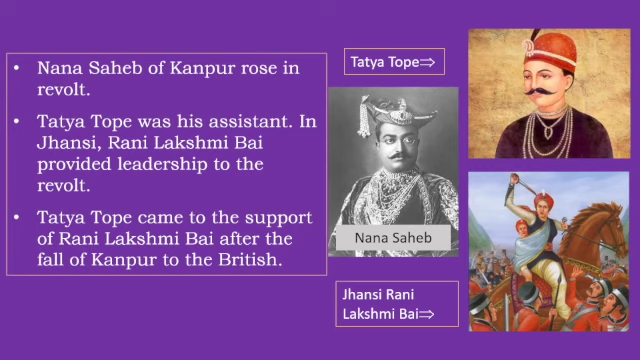 • Nana Saheb of Kanpur rose in
revolt.
• Tatya Tope was his assistant. In
Jhansi, Rani Lakshmi Bai
provided leadership to the
revolt.
• Tatya Tope came to the support
of Rani Lakshmi Bai after the
fall of Kanpur to the British.
Tatya Tope⇒
Nana Saheb
Jhansi Rani
Lakshmi Bai⇒